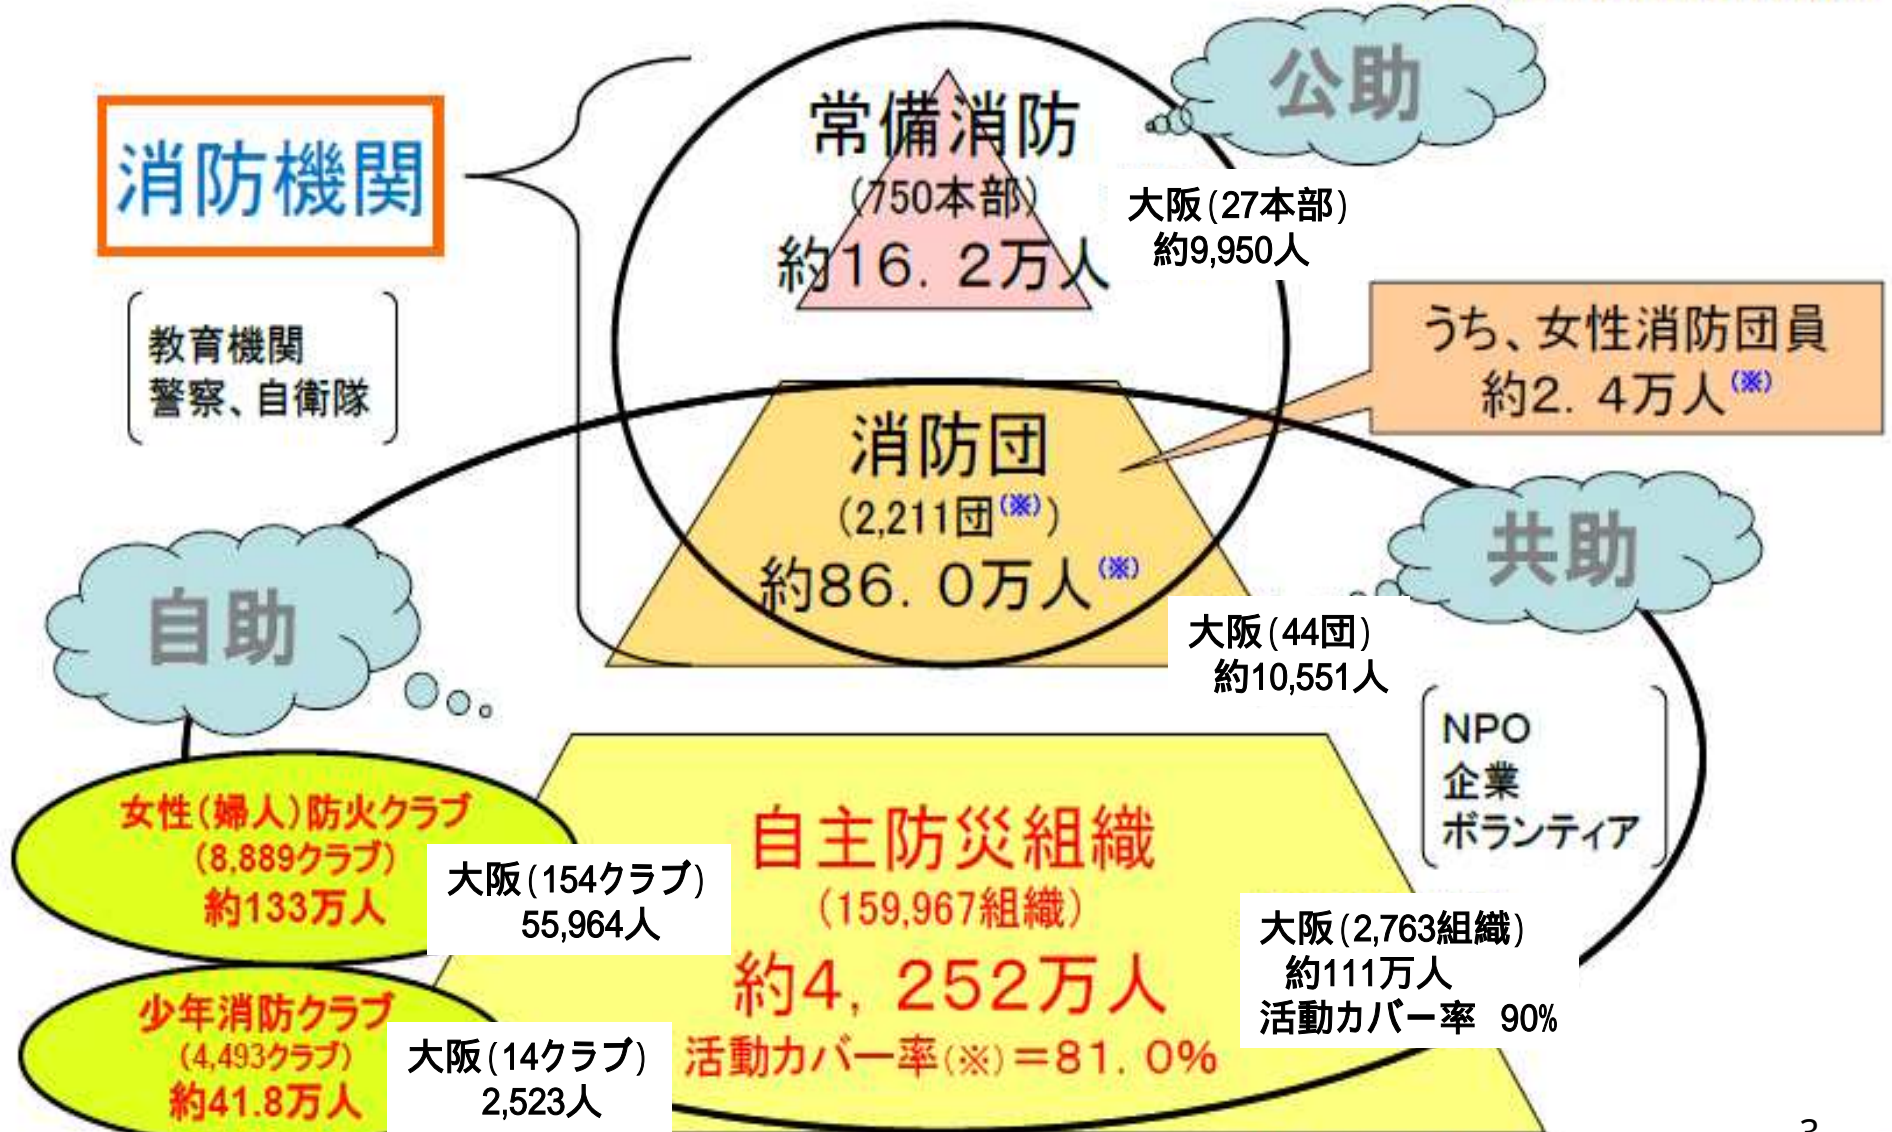 公助
消防機関
常備消防
(750本部)
約16．2万人
大阪(27本部)
約9,950人
教育機関
警察、自衛隊
うち、女性消防団員
約2．4万人(※)
消防団
(2,211団(※))
約86．0万人(※)
共助
自助
大阪(44団)
約10,551人
NPO
企業
ボランティア
女性(婦人)防火クラブ
(8,889クラブ)
約133万人
大阪(154クラブ)
55,964人
自主防災組織
(159,967組織)
約4，252万人
活動カバー率(※)＝81．0%
大阪(2,763組織)
約111万人
活動カバー率 90%
少年消防クラブ
(4,493クラブ)
約41.8万人
大阪(14クラブ)
2,523人